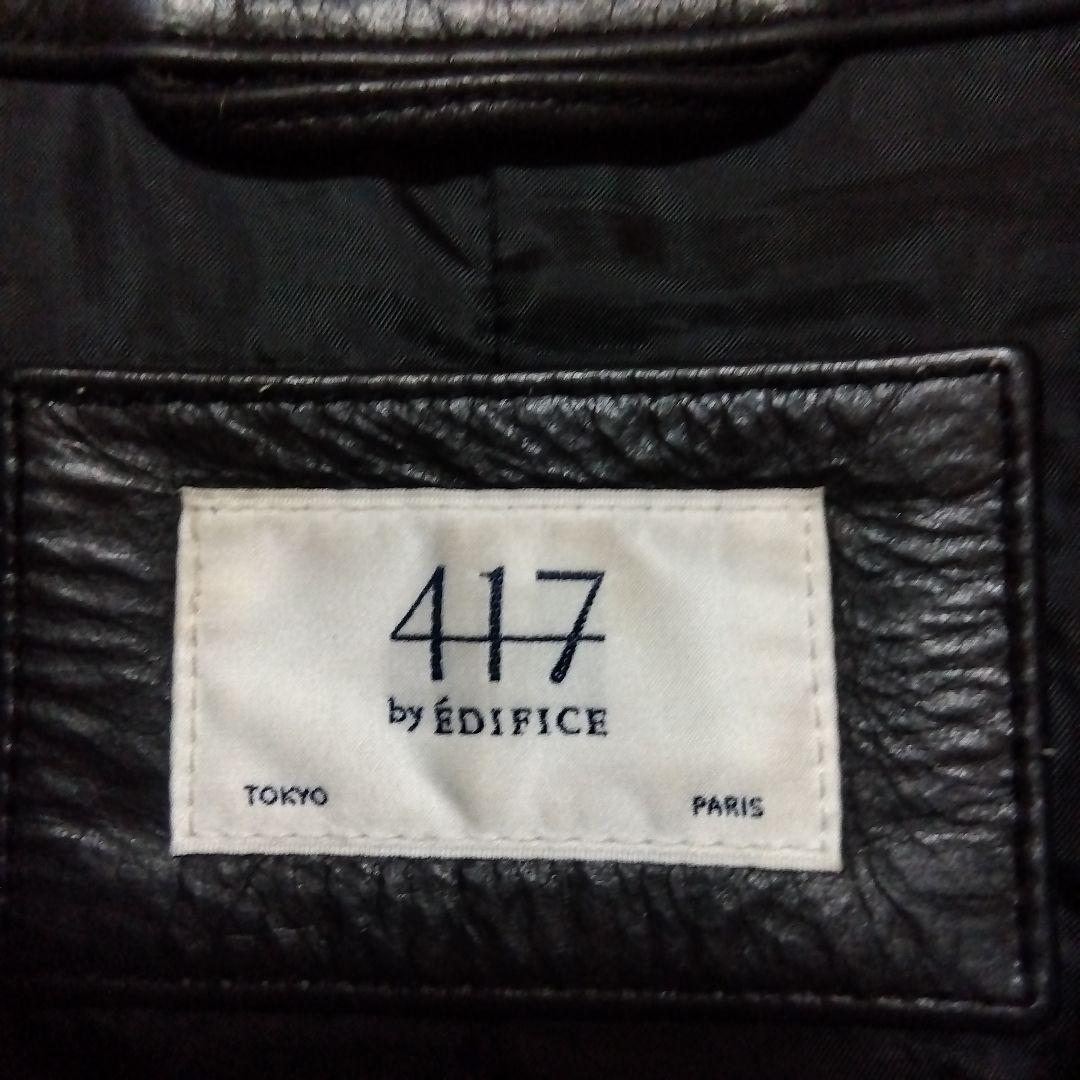 417
by ÉDIFICE
TOKYO PARIS